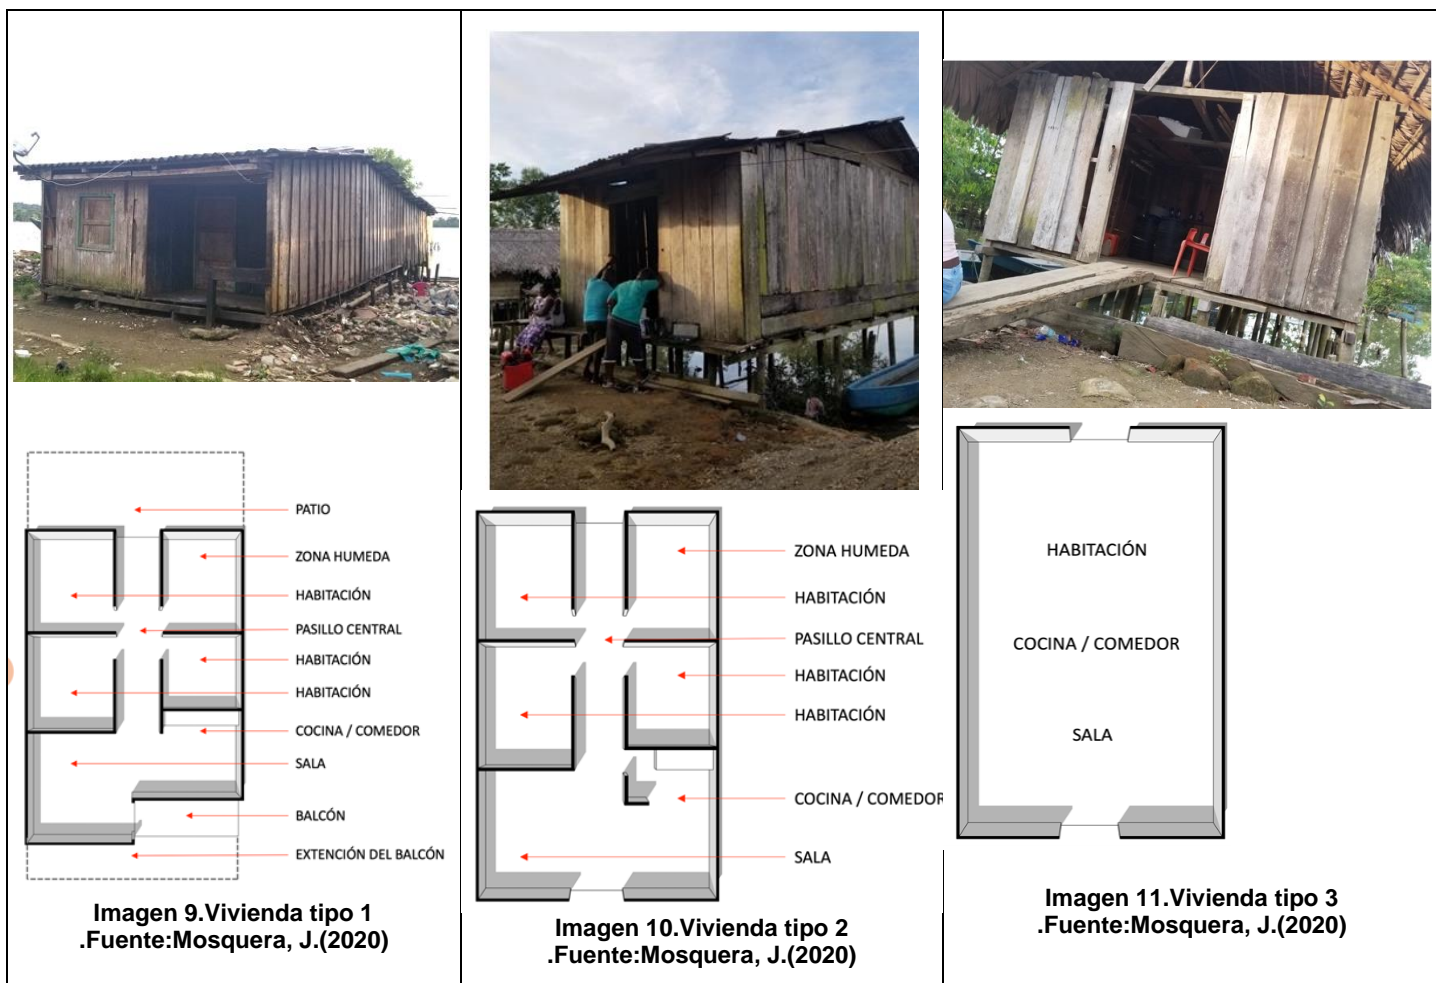 PATIO
ZONA HUMEDA
HABITACIÓN
PASILLO CENTRAL
HABITACIÓN
HABITACIÓN
COCINA / COMEDOR
SALA
BALCÓN
EXTENCIÓN DEL BALCÓN
Imagen 9.Vivienda tipo 1
.Fuente:Mosquera, J.(2020)
ZONA HUMEDA
HABITACIÓN
PASILLO CENTRAL
HABITACIÓN
HABITACIÓN
COCINA / COMEDOR
SALA
Imagen 10.Vivienda tipo 2
.Fuente:Mosquera, J.(2020)
HABITACIÓN
COCINA / COMEDOR
SALA
Imagen 11.Vivienda tipo 3
.Fuente:Mosquera, J.(2020)